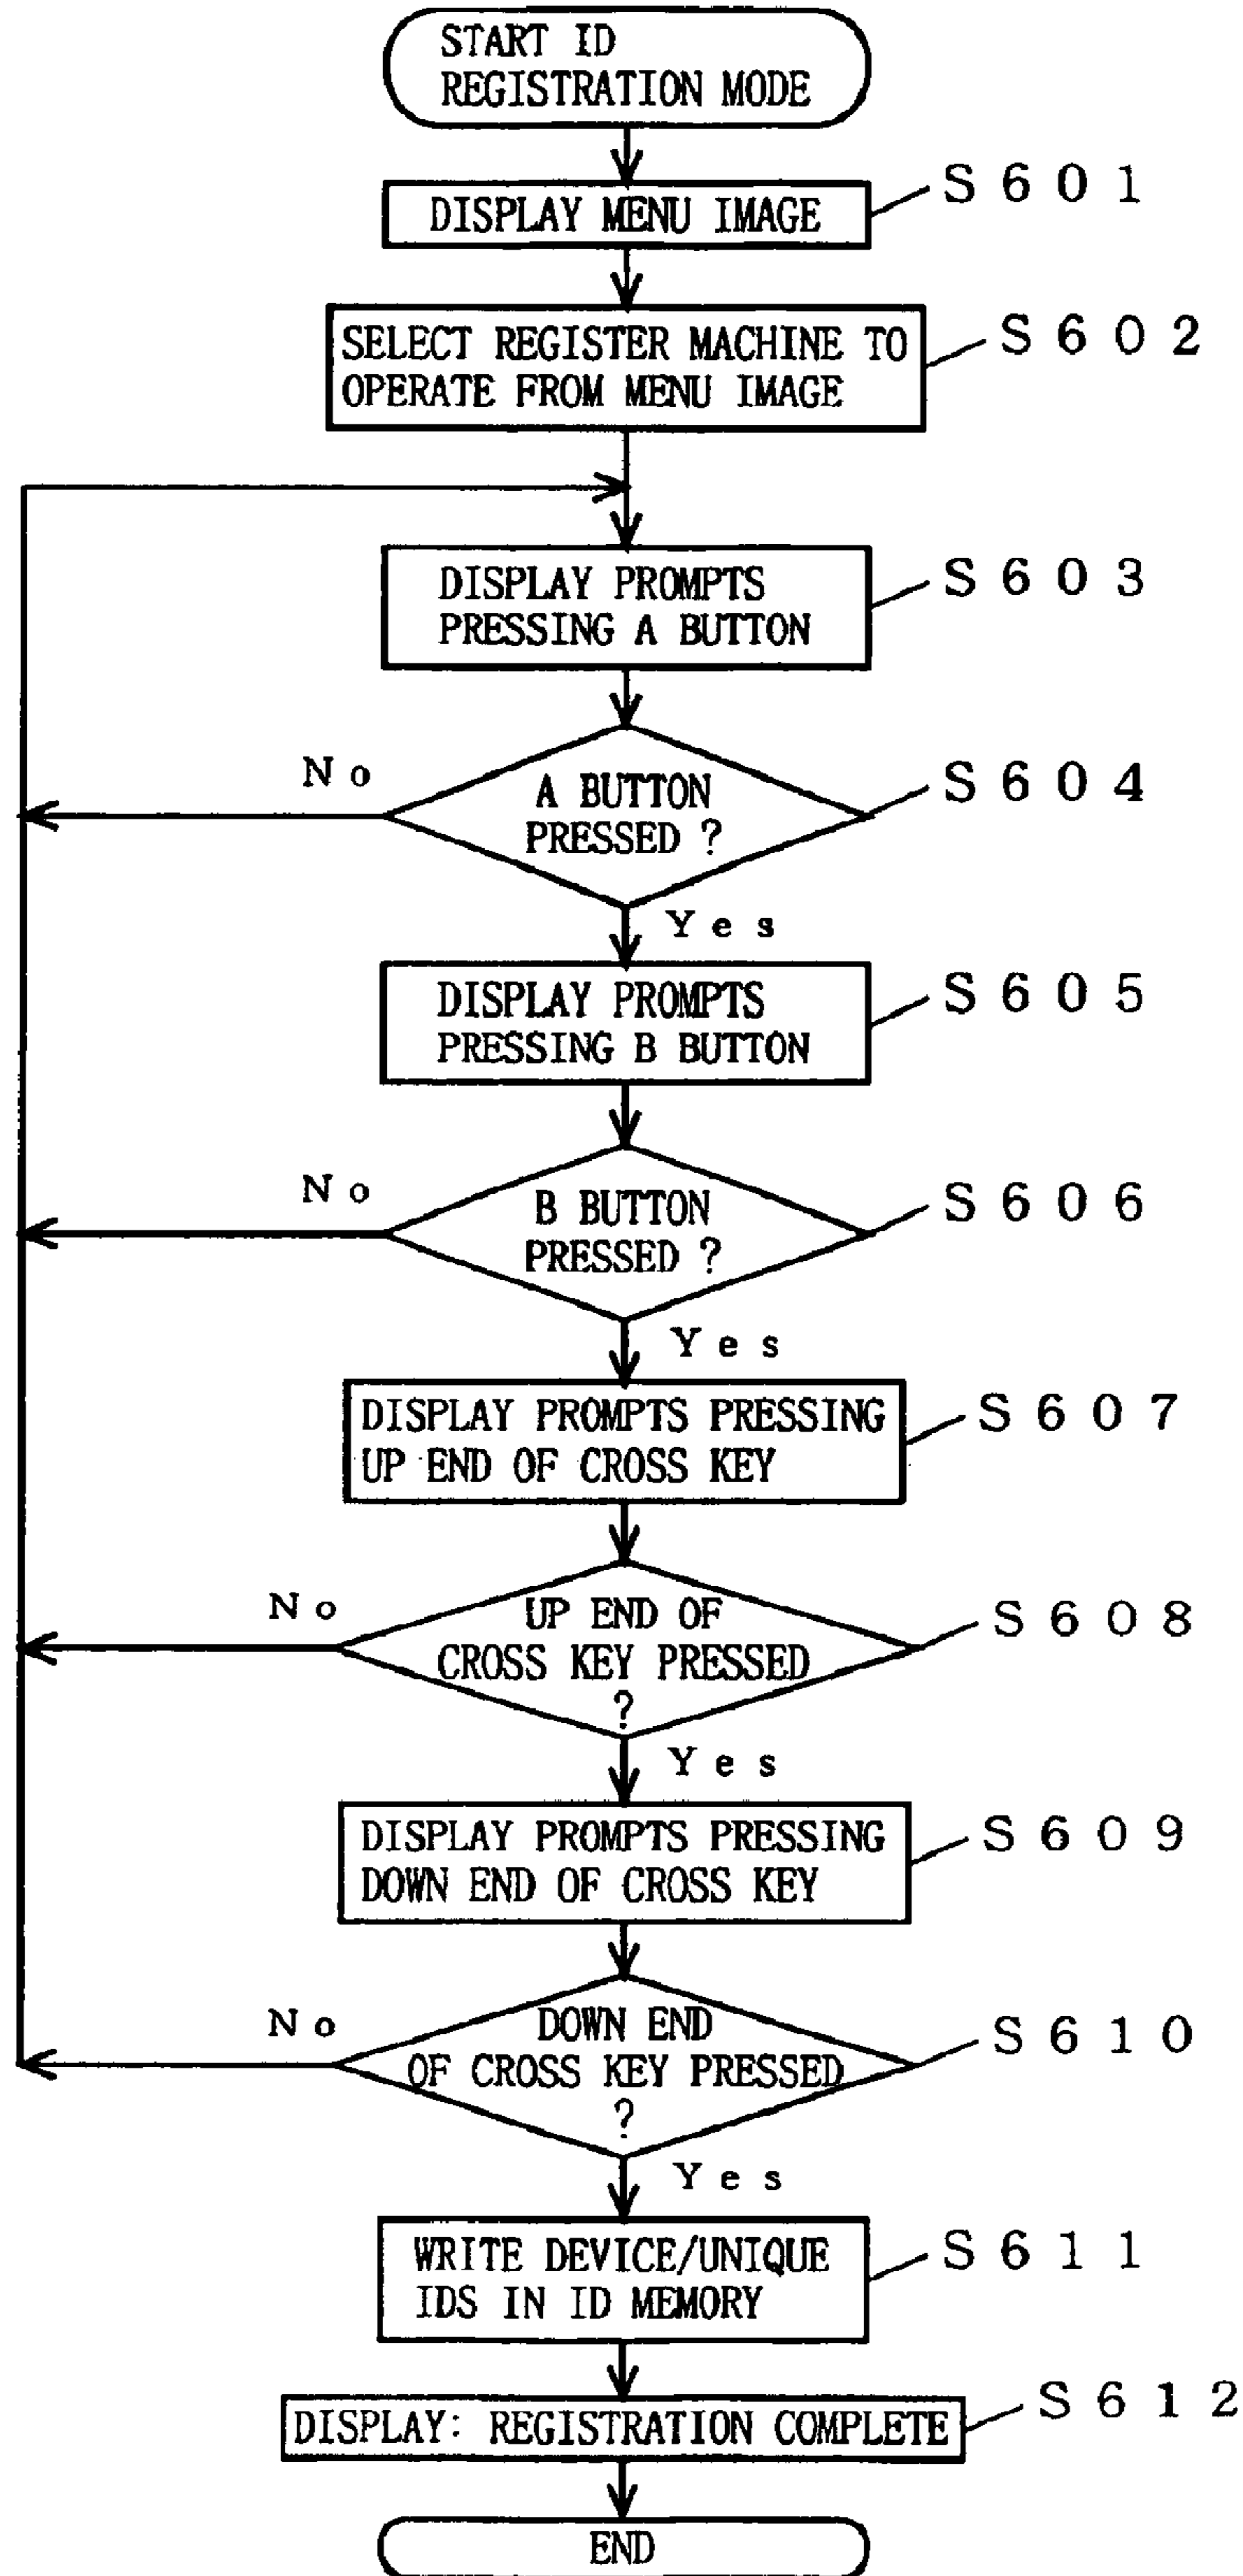 START ID
REGISTRATION MODE
DISPLAY MENU IMAGE
S601
SELECT REGISTER MACHINE TO
OPERATE FROM MENU IMAGE
S602
DISPLAY PROMPTS
PRESSING A BUTTON
S603
No
A BUTTON
PRESSED ?
S604
Yes
DISPLAY PROMPTS
PRESSING B BUTTON
S605
No
B BUTTON
PRESSED ?
S606
Yes
DISPLAY PROMPTS PRESSING
UP END OF CROSS KEY
S607
No
UP END OF
CROSS KEY PRESSED
?
S608
Yes
DISPLAY PROMPTS PRESSING
DOWN END OF CROSS KEY
S609
No
DOWN END
OF CROSS KEY PRESSED
?
S610
Yes
WRITE DEVICE/UNIQUE
IDS IN ID MEMORY
S611
DISPLAY: REGISTRATION COMPLETE
S612
END